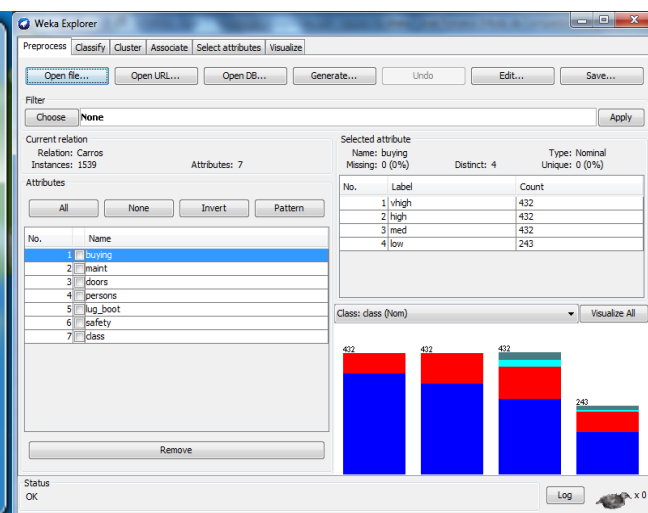 Weka Explorer
Preprocess Classify Cluster Associate Select attributes Visualize
Open file... Open URL... Open DB... Generate... Undo Edit... Save...
Filter
Choose None Apply
Current relation
Relation: Carros
Instances: 1539 Attributes: 7
Attributes
All None Invert Pattern
No. Name
1 buying
2 maint
3 doors
4 persons
5 lug_boot
6 safety
7 class
Remove
Selected attribute
Name: buying Type: Nominal
Missing: 0 (0%) Distinct: 4 Unique: 0 (0%)
No. Label Count
1 vhigh 432
2 high 432
3 med 432
4 low 243
Class: class (Nom) Visualize All
432 432 432 243
Status
OK Log x 0